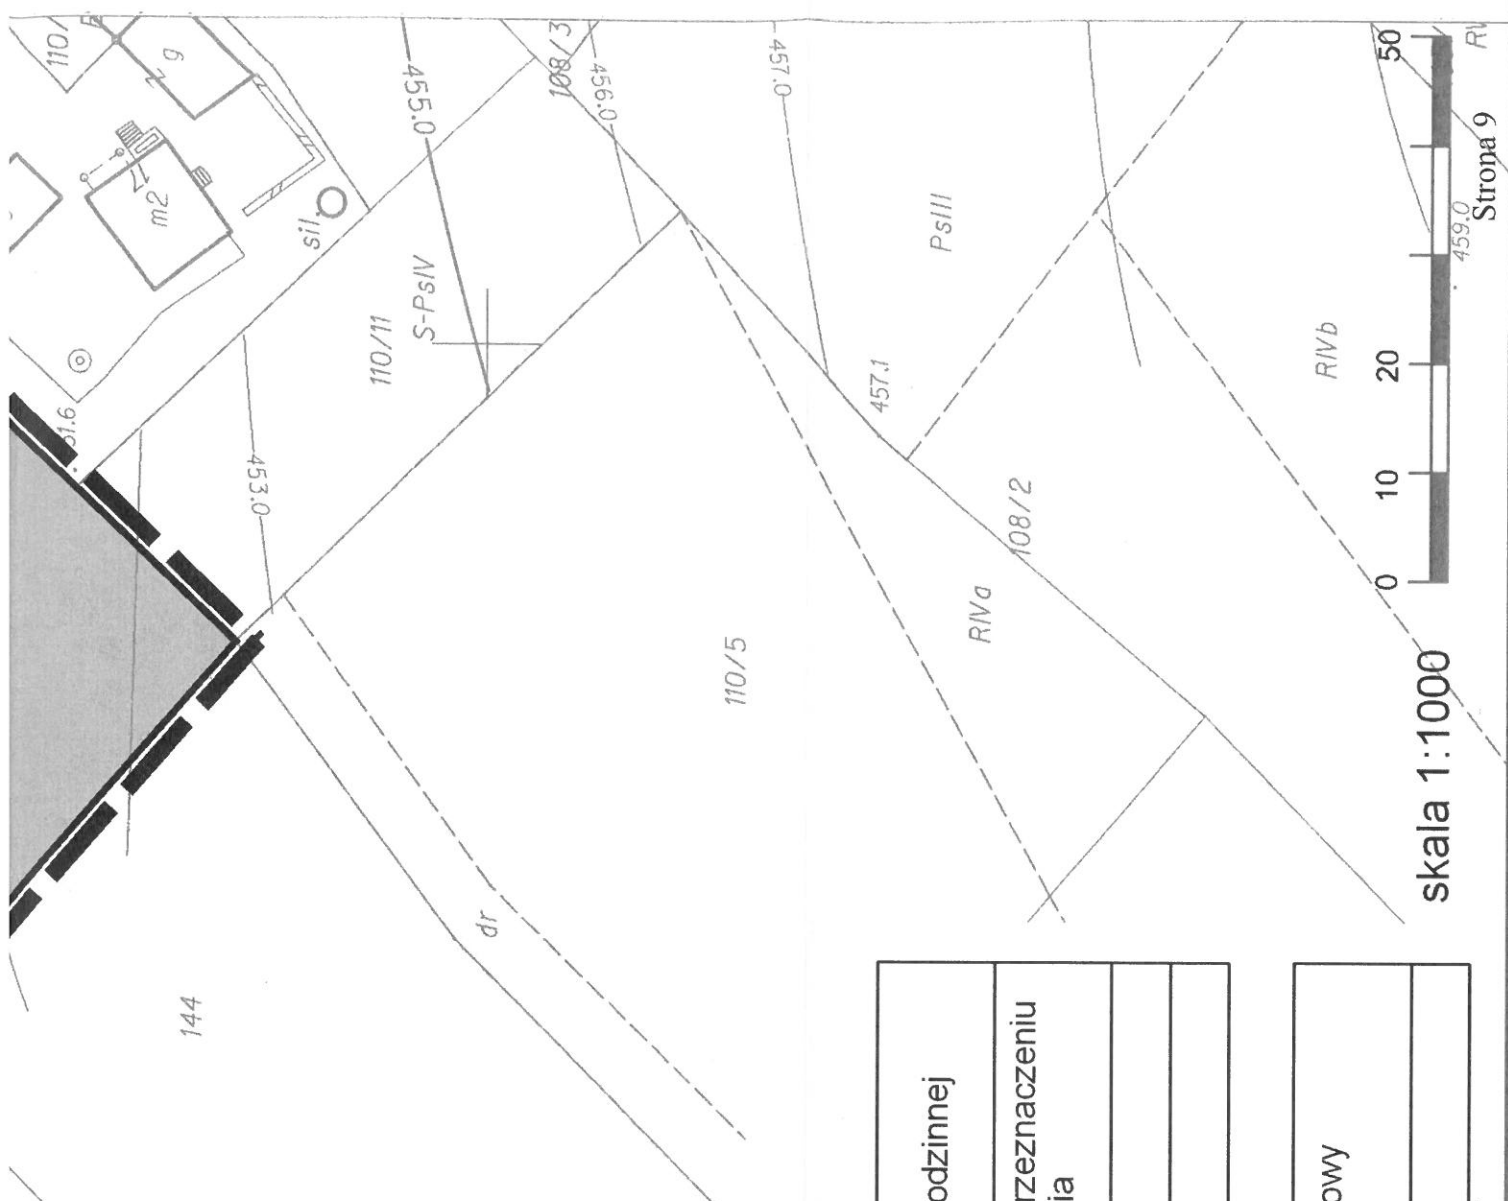 110/
g
m2
sil.
108/3
455.0
456.0
457.0
110/11
S-PsIV
453.0
457.1
PsIII
RIVb
108/2
RIVa
110/5
dr
144
459.0
Strona 9
0 10 20 50
skala 1:1000
odzinnej
rzeznaczeniu
ia
owy